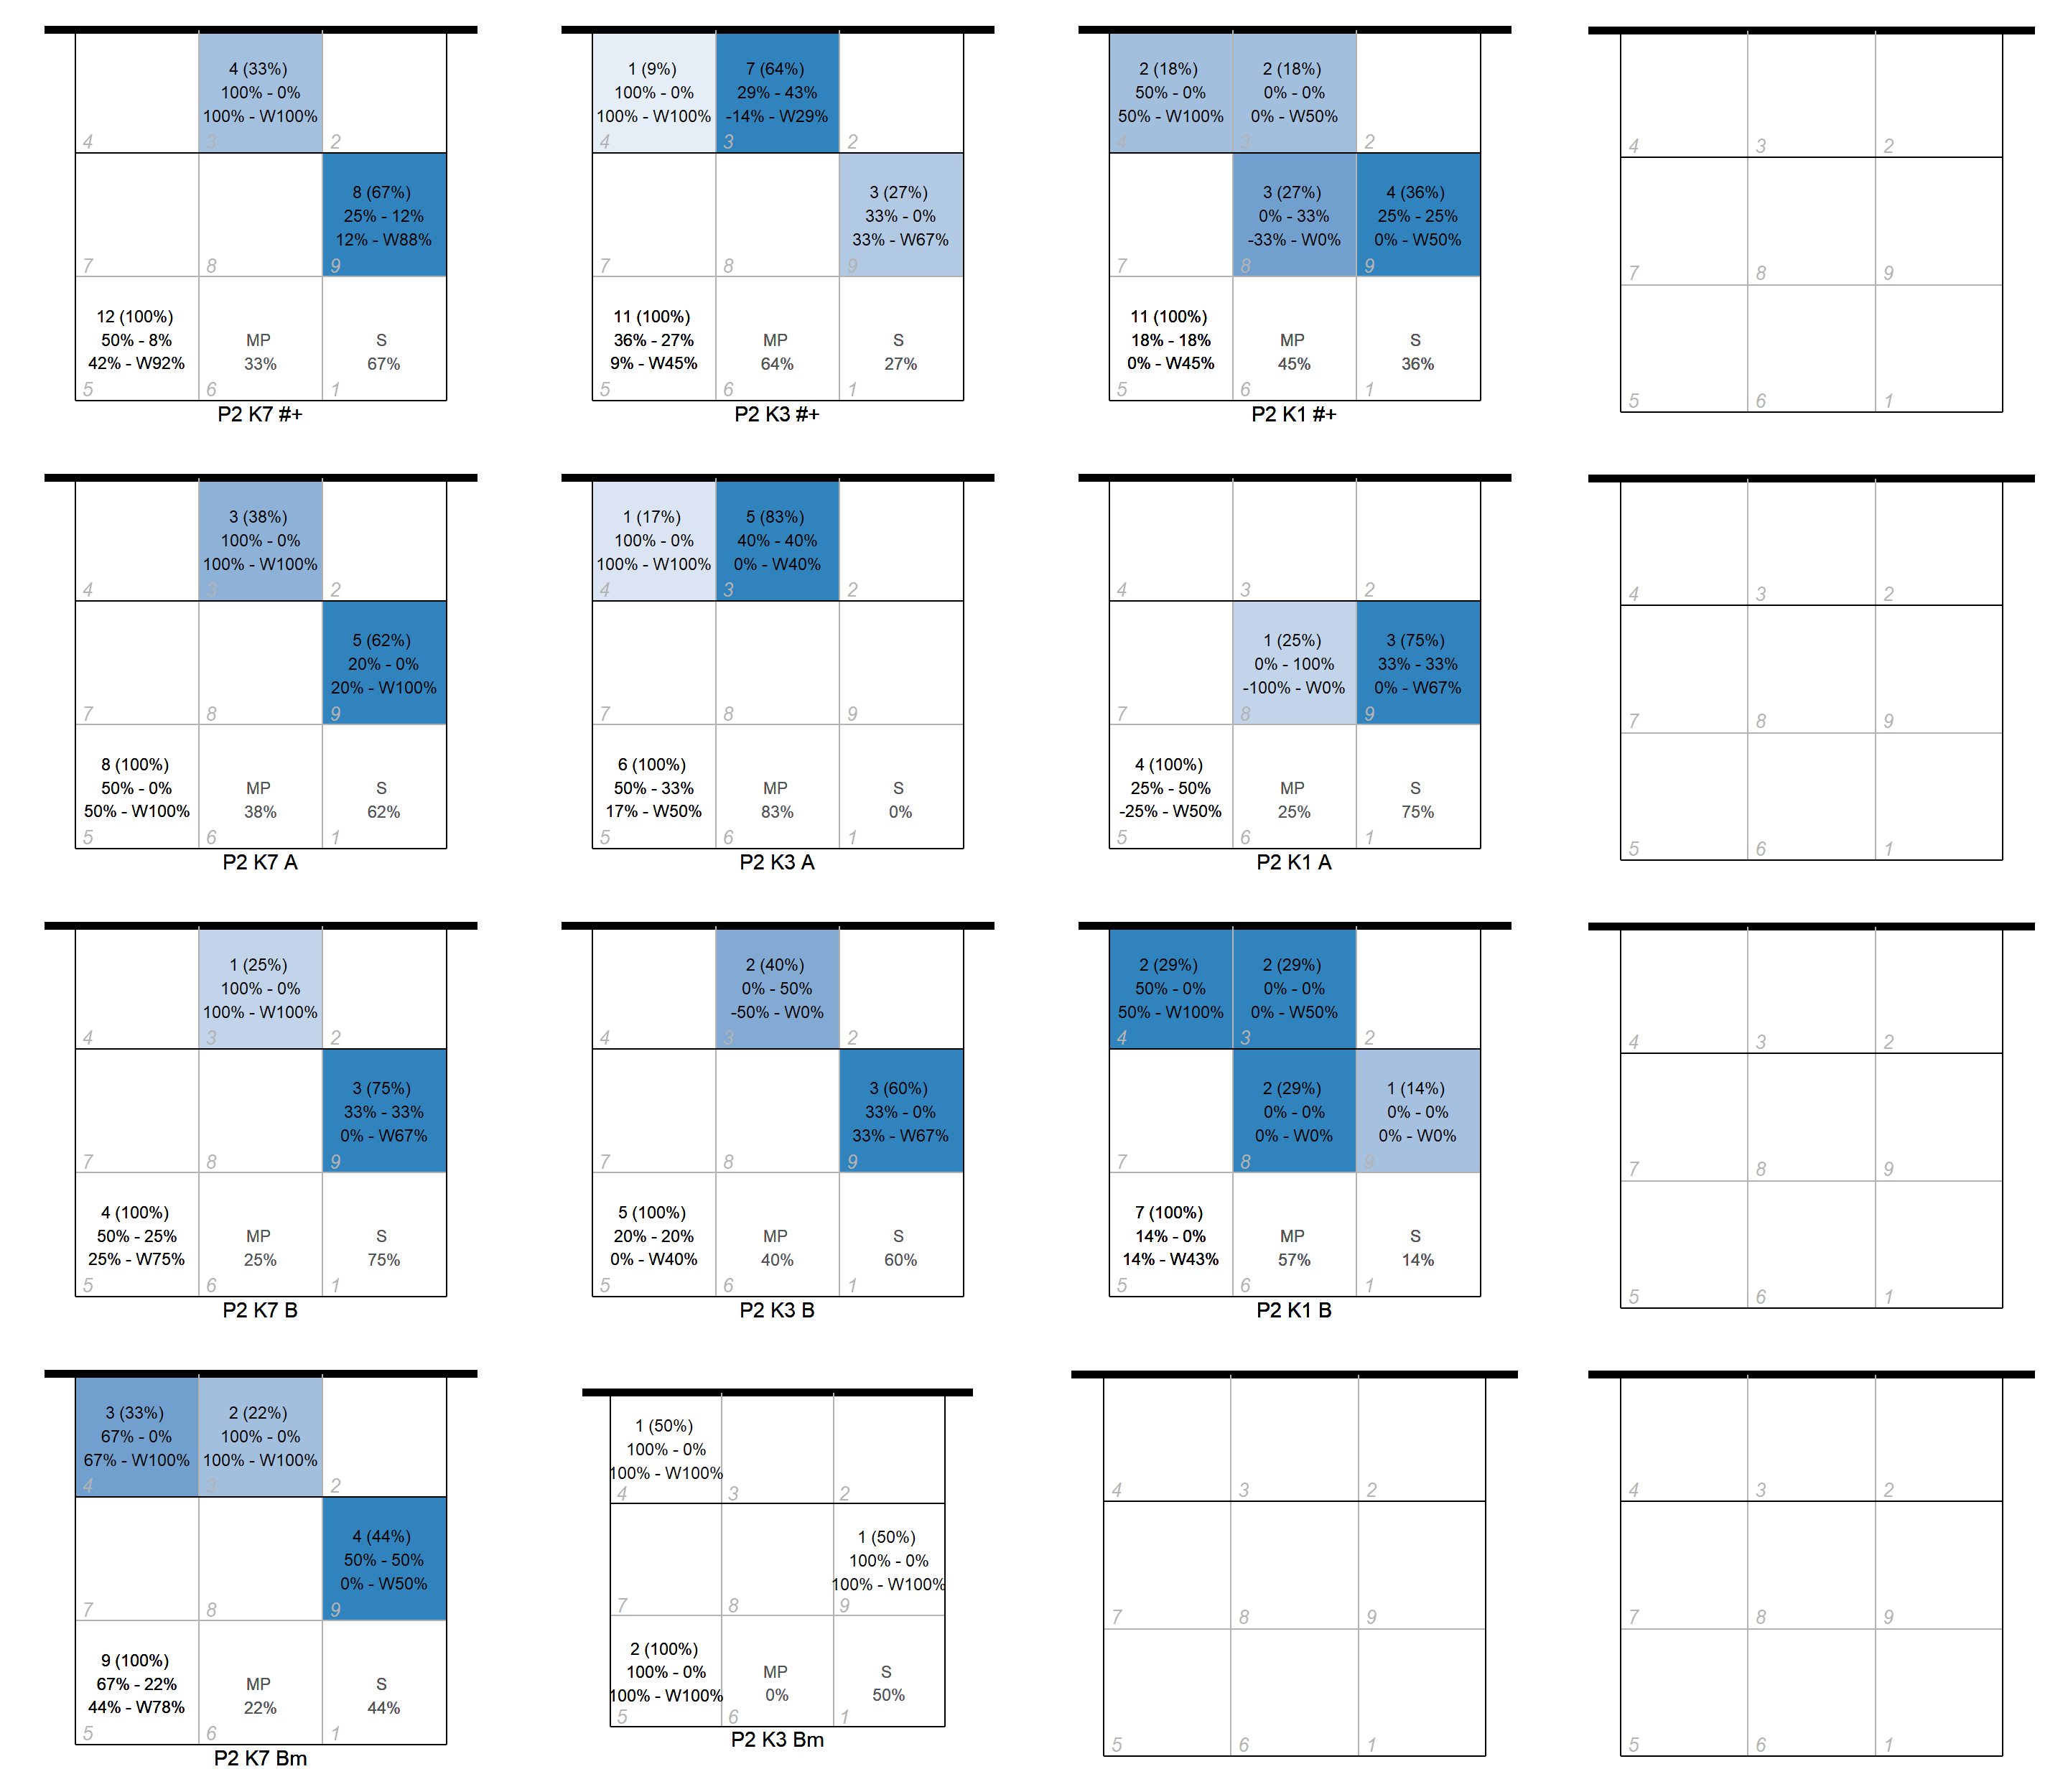 4
4 (33%)
100% - 0%
100% - W100%
3
2
7
8
8 (67%)
25% - 12%
12% - W88%
9
12 (100%)
50% - 8%
42% - W92%
5
MP
33%
6
S
67%
1
P2 K7 #+
1 (9%)
100% - 0%
100% - W100%
4
7 (64%)
29% - 43%
-14% - W29%
3
2
7
8
3 (27%)
33% - 0%
33% - W67%
9
11 (100%)
36% - 27%
9% - W45%
5
MP
64%
6
S
27%
1
P2 K3 #+
2 (18%)
50% - 0%
50% - W100%
4
2 (18%)
0% - 0%
0% - W50%
3
2
7
3 (27%)
0% - 33%
-33% - W0%
8
4 (36%)
25% - 25%
0% - W50%
9
11 (100%)
18% - 18%
0% - W45%
5
MP
45%
6
S
36%
1
P2 K1 #+
4
3
2
7
8
9
5
6
1
4
3 (38%)
100% - 0%
100% - W100%
3
2
7
8
5 (62%)
20% - 0%
20% - W100%
9
8 (100%)
50% - 0%
50% - W100%
5
MP
38%
6
S
62%
1
P2 K7 A
1 (17%)
100% - 0%
100% - W100%
4
5 (83%)
40% - 40%
0% - W40%
3
2
7
8
9
6 (100%)
50% - 33%
17% - W50%
5
MP
83%
6
S
0%
1
P2 K3 A
4
3
2
7
1 (25%)
0% - 100%
-100% - W0%
8
3 (75%)
33% - 33%
0% - W67%
9
4 (100%)
25% - 50%
-25% - W50%
5
MP
25%
6
S
75%
1
P2 K1 A
4
3
2
7
8
9
5
6
1
4
1 (25%)
100% - 0%
100% - W100%
3
2
7
8
3 (75%)
33% - 33%
0% - W67%
9
4 (100%)
50% - 25%
25% - W75%
5
MP
25%
6
S
75%
1
P2 K7 B
4
2 (40%)
0% - 50%
-50% - W0%
3
2
7
8
3 (60%)
33% - 0%
33% - W67%
9
5 (100%)
20% - 20%
0% - W40%
5
MP
40%
6
S
60%
1
P2 K3 B
2 (29%)
50% - 0%
50% - W100%
4
2 (29%)
0% - 0%
0% - W50%
3
2
7
2 (29%)
0% - 0%
0% - W0%
8
1 (14%)
0% - 0%
0% - W0%
9
7 (100%)
14% - 0%
14% - W43%
5
MP
57%
6
S
14%
1
P2 K1 B
4
3
2
7
8
9
5
6
1
3 (33%)
67% - 0%
67% - W100%
4
2 (22%)
100% - 0%
100% - W100%
3
2
7
8
4 (44%)
50% - 50%
0% - W50%
9
9 (100%)
67% - 22%
44% - W78%
5
MP
22%
6
S
44%
1
P2 K7 Bm
1 (50%)
100% - 0%
100% - W100%
4
3
2
7
8
1 (50%)
100% - 0%
100% - W100%
9
2 (100%)
100% - 0%
100% - W100%
5
MP
0%
6
S
50%
1
P2 K3 Bm
4
3
2
7
8
9
5
6
1
4
3
2
7
8
9
5
6
1